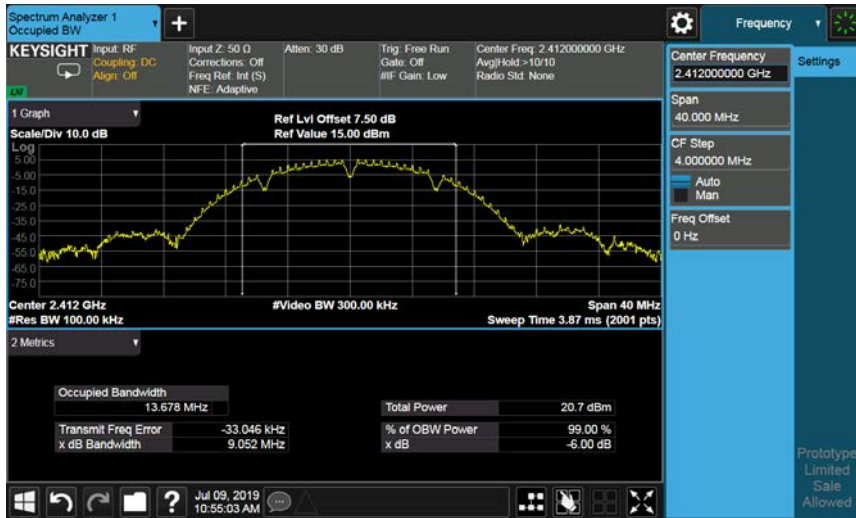 Spectrum Analyzer 1
Occupied BW
+
Frequency
KEYSIGHT
Input: RF
Coupling: DC
Align: Off
Input Z: 50 Ω
Corrections: Off
Freq Ref: Int (S)
NFE: Adaptive
Atten: 30 dB
Trig: Free Run
Gate: Off
#IF Gain: Low
Center Freq: 2.412000000 GHz
Avg|Hold:>10/10
Radio Std: None
LXI
1 Graph
Scale/Div 10.0 dB
Ref Lvl Offset 7.50 dB
Ref Value 15.00 dBm
Log
5.00
-5.00
-15.0
-25.0
-35.0
-45.0
-55.0
-65.0
-75.0
Center 2.412 GHz
#Res BW 100.00 kHz
#Video BW 300.00 kHz
Span 40 MHz
Sweep Time 3.87 ms (2001 pts)
2 Metrics
Occupied Bandwidth
13.678 MHz
Total Power 20.7 dBm
Transmit Freq Error -33.046 kHz
% of OBW Power 99.00 %
x dB Bandwidth 9.052 MHz
x dB -6.00 dB
Center Frequency
2.412000000 GHz
Settings
Span
40.000 MHz
CF Step
4.000000 MHz
Auto
Man
Freq Offset
0 Hz
Prototype
Limited
Sale
Allowed
?
Jul 09, 2019
10:55:03 AM